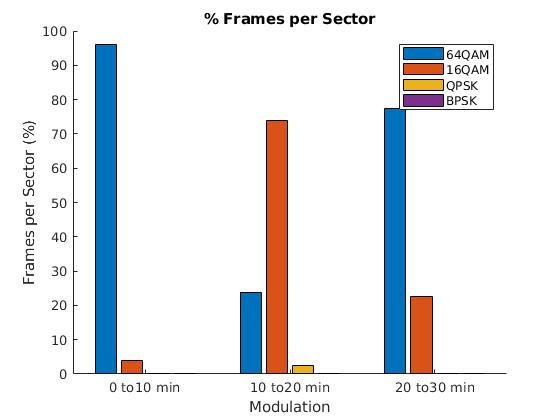 % Frames per Sector
Frames per Sector (%)
100
90
80
70
60
50
40
30
20
10
0
64QAM
16QAM
QPSK
BPSK
0 to10 min
10 to20 min
20 to30 min
Modulation